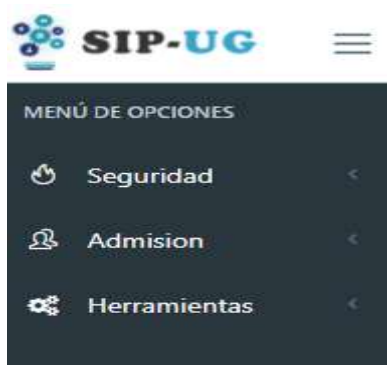 SIP-UG
MENÚ DE OPCIONES
Seguridad
Admision
Herramientas